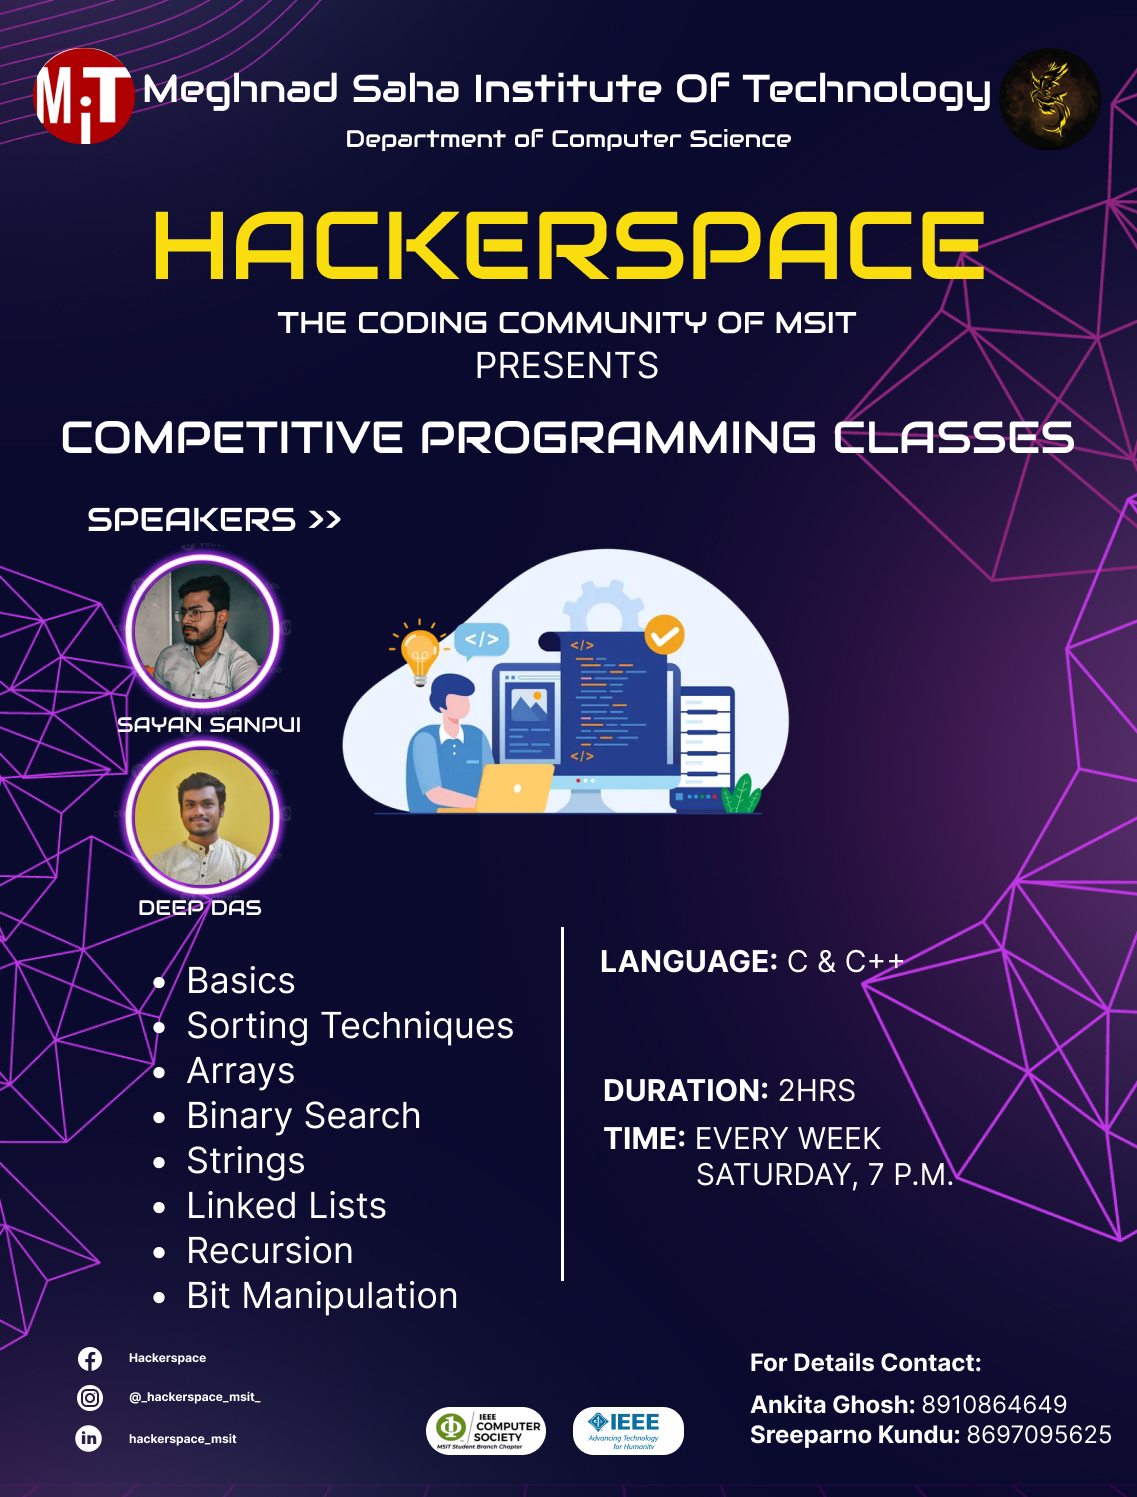 MiT
Meghnad Saha Institute Of Technology
Department of Computer Science
HACKERSPACE
THE CODING COMMUNITY OF MSIT
PRESENTS
COMPETITIVE PROGRAMMING CLASSES
SPEAKERS >>
SAYAN SANPUI
DEEP DAS
</>
</>
</>
• Basics
• Sorting Techniques
• Arrays
• Binary Search
• Strings
• Linked Lists
• Recursion
• Bit Manipulation
LANGUAGE: C & C++
DURATION: 2HRS
TIME: EVERY WEEK
SATURDAY, 7 P.M.
Hackerspace
@_hackerspace_msit_
hackerspace_msit
IEEE
COMPUTER
SOCIETY
MSIT Student Branch Chapter
IEEE
Advancing Technology
for Humanity
For Details Contact:
Ankita Ghosh: 8910864649
Sreeparno Kundu: 8697095625